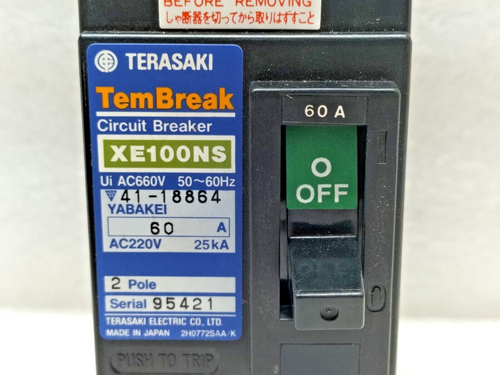 BEFORE REMOVING
しゃ断器を切ってから取りはずすこと
TERASAKI
TemBreak
Circuit Breaker
XE100NS
Ui AC660V 50~60Hz
41-18864
YABAKEI
60 A
AC220V 25kA
2 Pole
Serial 95421
TERASAKI ELECTRIC CO., LTD.
MADE IN JAPAN 2H0772SAA/K
PUSH TO TRIP
60 A
O
OFF
I
O